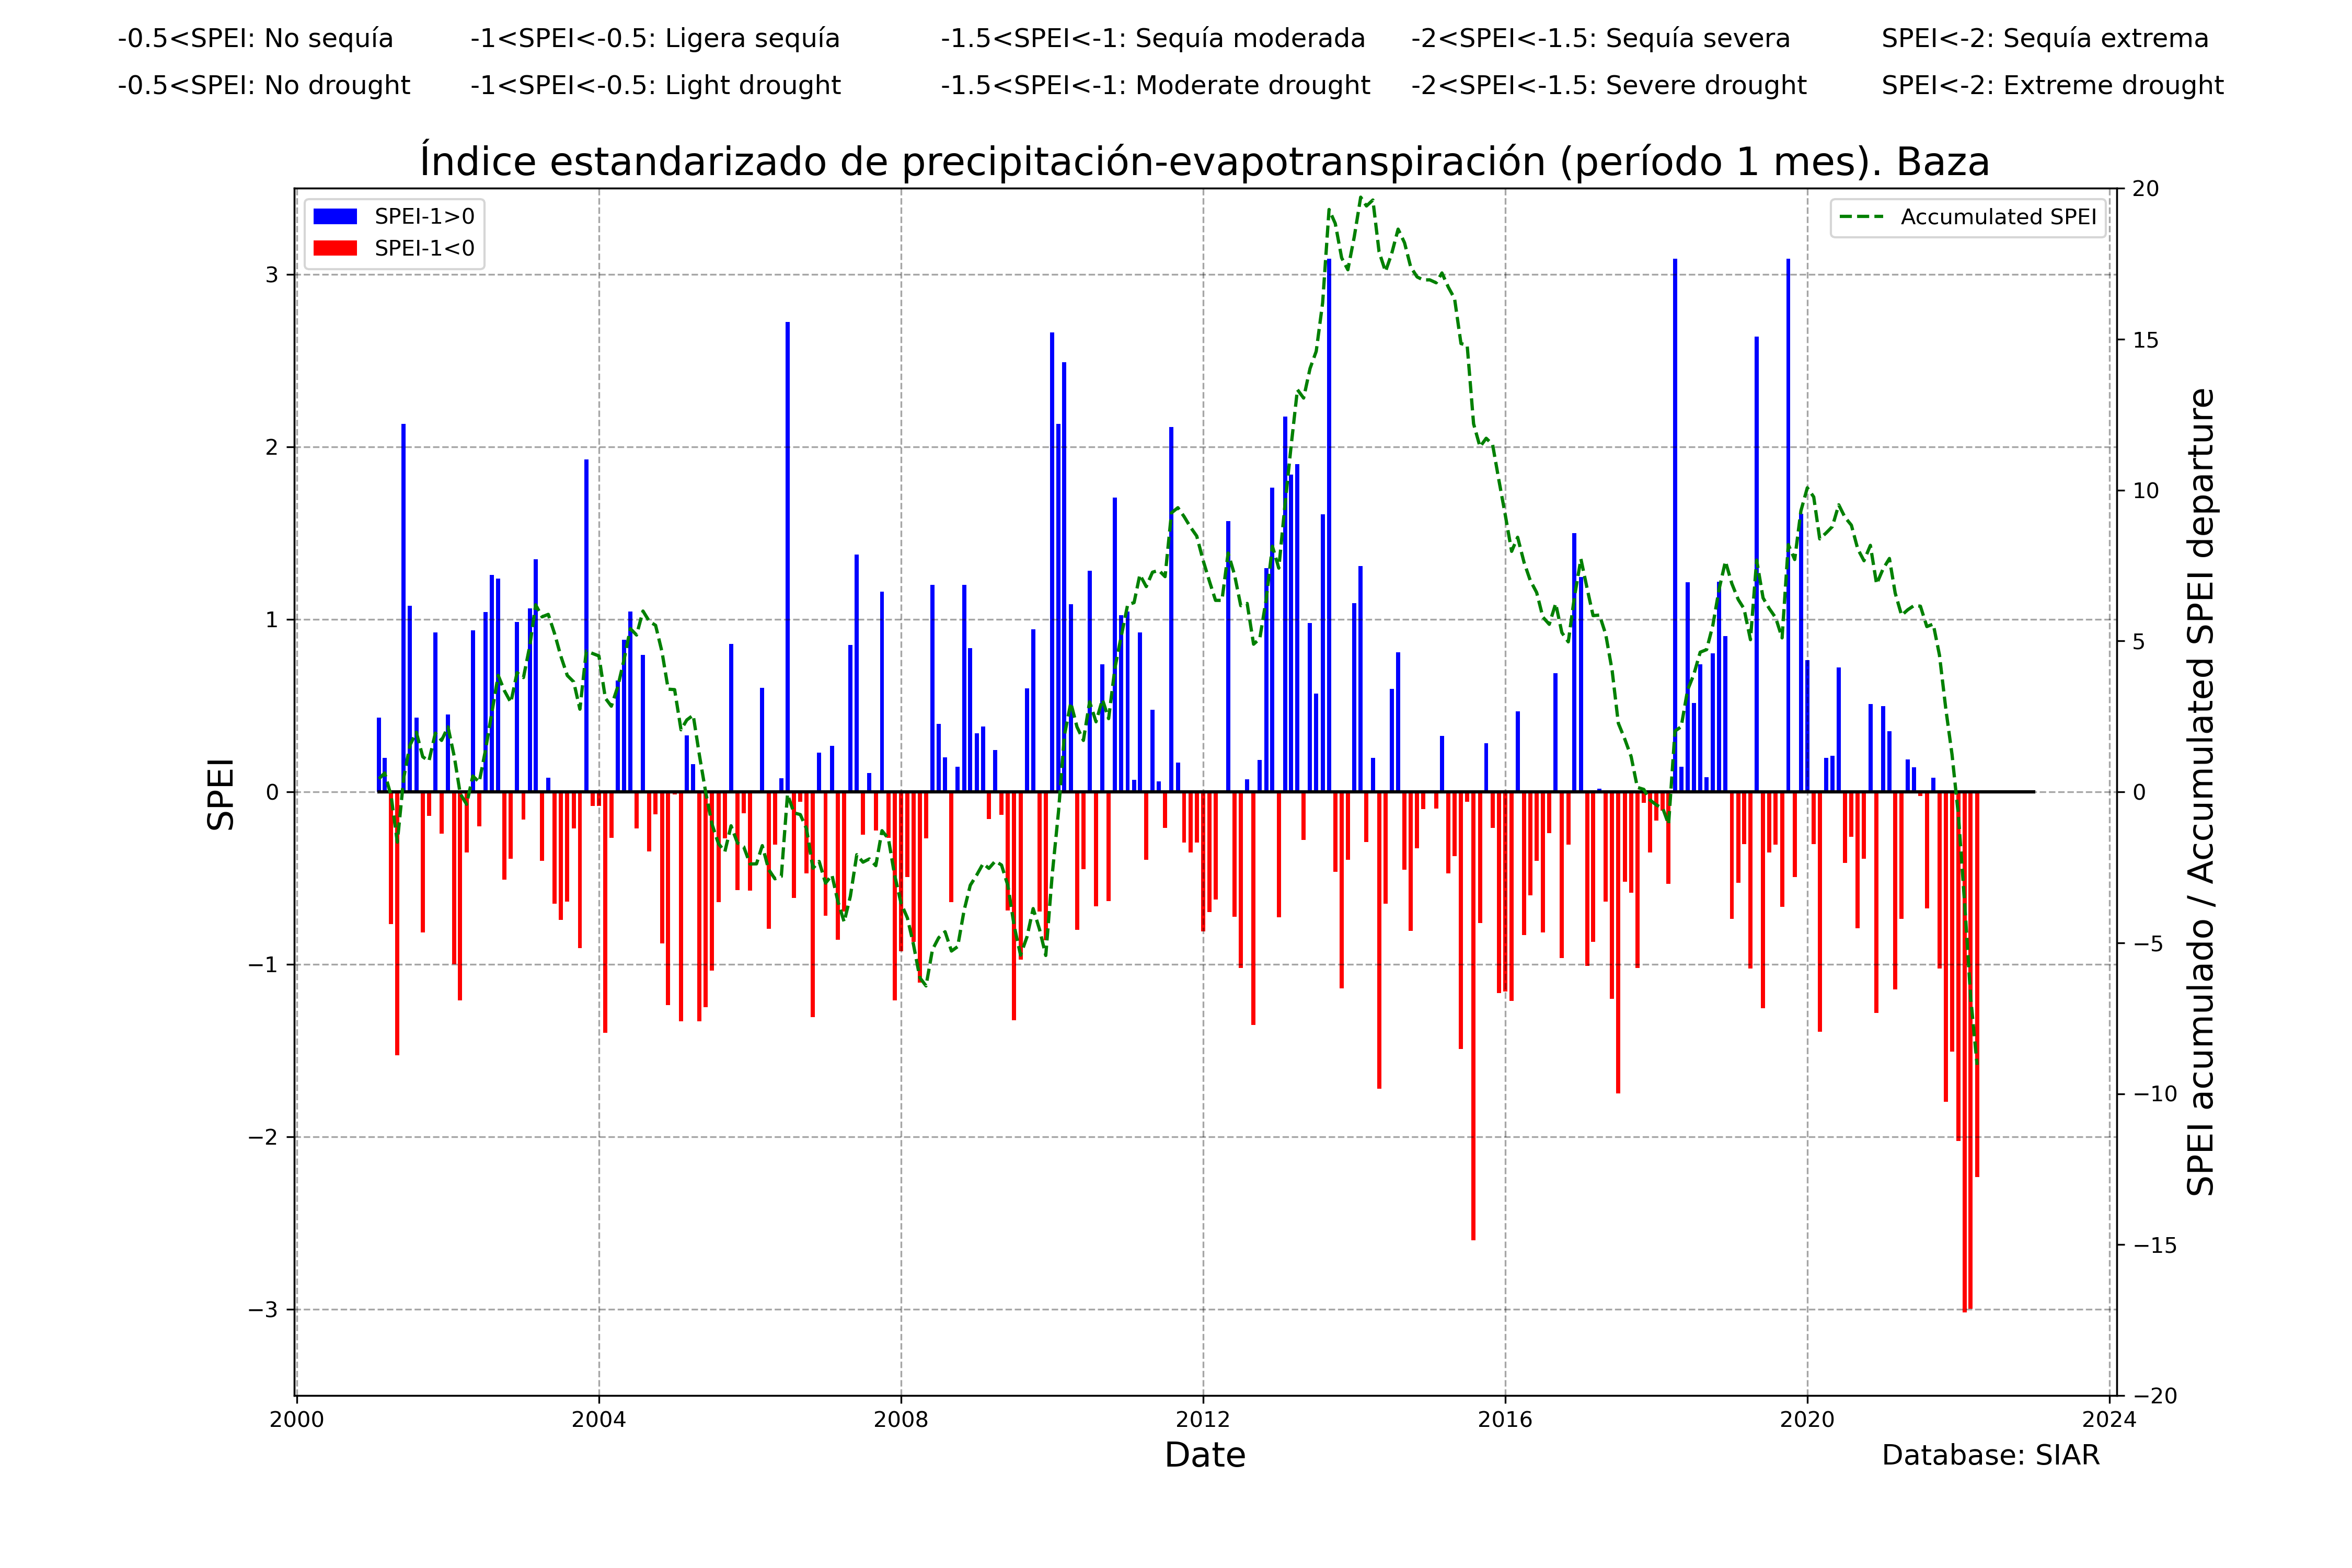 -0.5<SPEI: No sequía -1<SPEI<-0.5: Ligera sequía -1.5<SPEI<-1: Sequía moderada -2<SPEI<-1.5: Sequía severa SPEI<-2: Sequía extrema
-0.5<SPEI: No drought -1<SPEI<-0.5: Light drought -1.5<SPEI<-1: Moderate drought -2<SPEI<-1.5: Severe drought SPEI<-2: Extreme drought
Índice estandarizado de precipitación-evapotranspiración (período 1 mes). Baza
SPEI-1>0
SPEI-1<0
Accumulated SPEI
SPEI
3
2
1
0
−1
−2
−3
20
15
10
5
0
−5
−10
−15
−20
SPEI acumulado / Accumulated SPEI departure
2000 2004 2008 2012 2016 2020 2024
Date
Database: SIAR